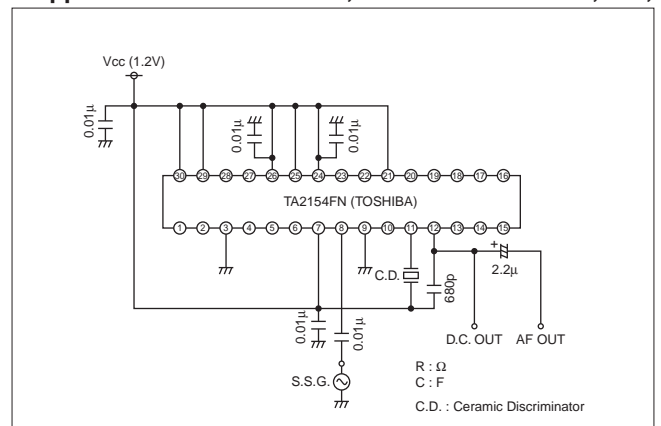 Vcc (1.2V)
0.01μ
0.01μ
0.01μ
30 29 28 27 26 25 24 23 22 21 20 19 18 17 16
TA2154FN (TOSHIBA)
1 2 3 4 5 6 7 8 9 10 11 12 13 14 15
C.D.
680p
+
2.2μ
0.01μ
0.01μ
D.C. OUT AF OUT
S.S.G.
R : Ω
C : F
C.D. : Ceramic Discriminator